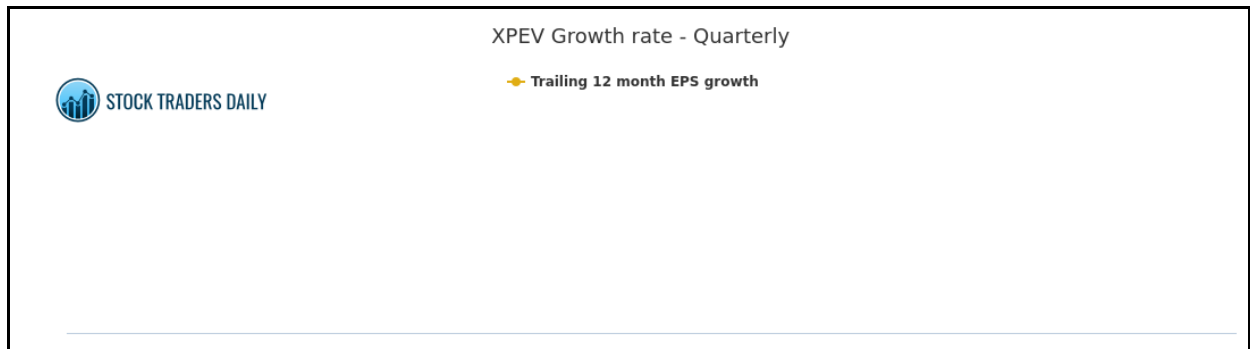 XPEV Growth rate - Quarterly
Trailing 12 month EPS growth
STOCK TRADERS DAILY